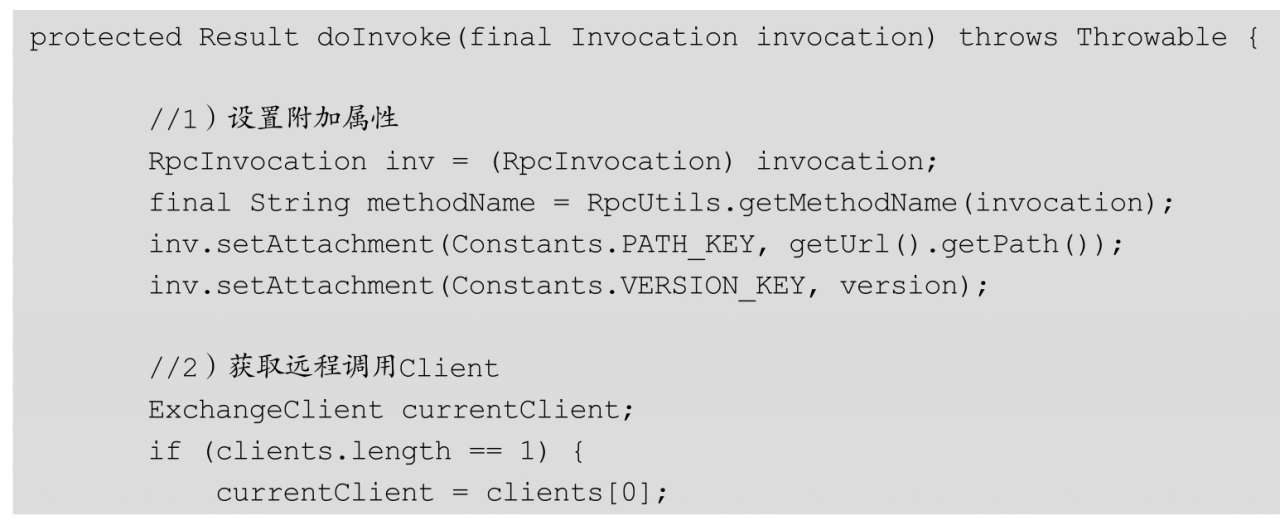 protected Result doInvoke(final Invocation invocation) throws Throwable {
//1）设置附加属性
RpcInvocation inv = (RpcInvocation) invocation;
final String methodName = RpcUtils.getMethodName(invocation);
inv.setAttachment(Constants.PATH_KEY, getUrl().getPath());
inv.setAttachment(Constants.VERSION_KEY, version);
//2）获取远程调用Client
ExchangeClient currentClient;
if (clients.length == 1) {
currentClient = clients[0];